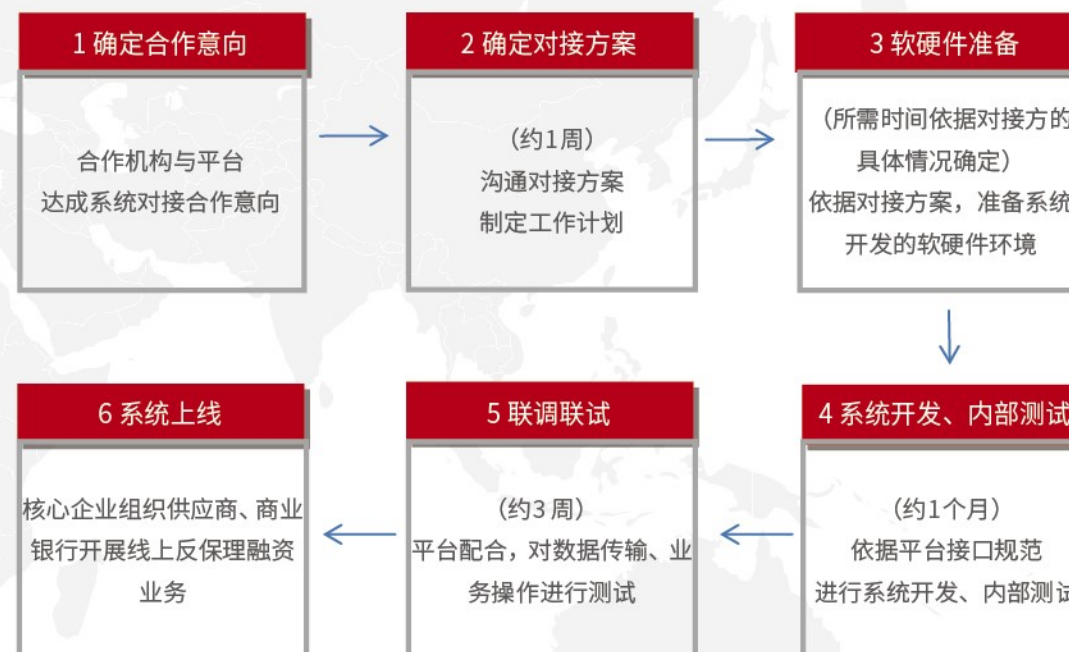 1 确定合作意向
合作机构与平台
达成系统对接合作意向
2 确定对接方案
（约1周）
沟通对接方案
制定工作计划
3 软硬件准备
（所需时间依据对接方的
具体情况确定）
依据对接方案，准备系统
开发的软硬件环境
4 系统开发、内部测试
（约1个月）
依据平台接口规范
进行系统开发、内部测试
5 联调联试
（约3 周）
平台配合，对数据传输、业
务操作进行测试
6 系统上线
核心企业组织供应商、商业
银行开展线上反保理融资
业务